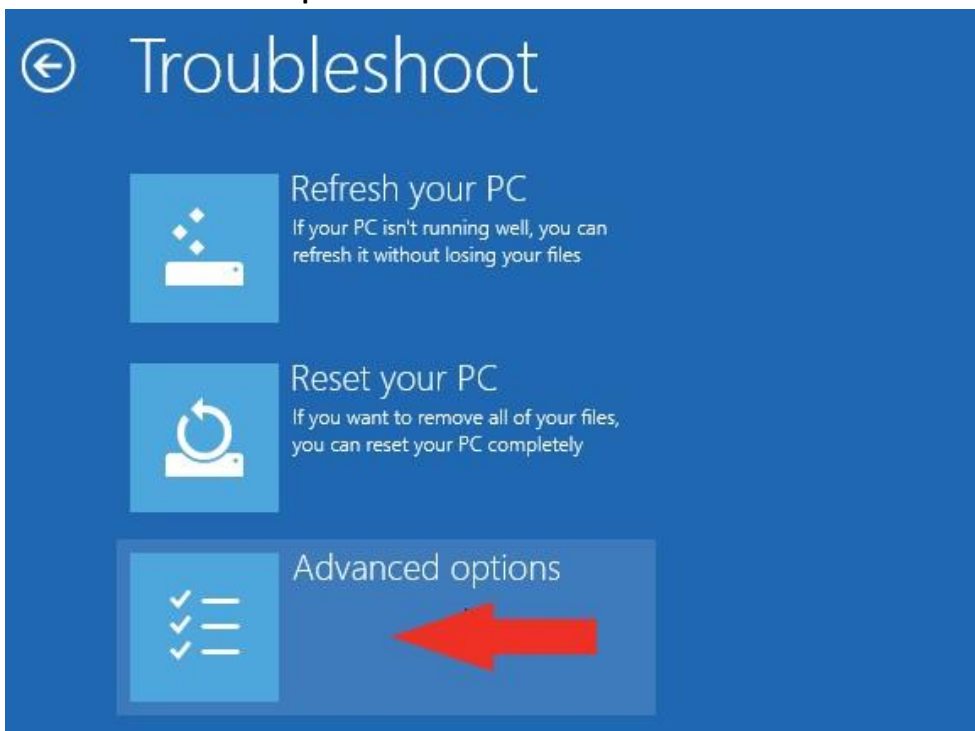 Troubleshoot
Refresh your PC
If your PC isn't running well, you can
refresh it without losing your files
Reset your PC
If you want to remove all of your files,
you can reset your PC completely
Advanced options